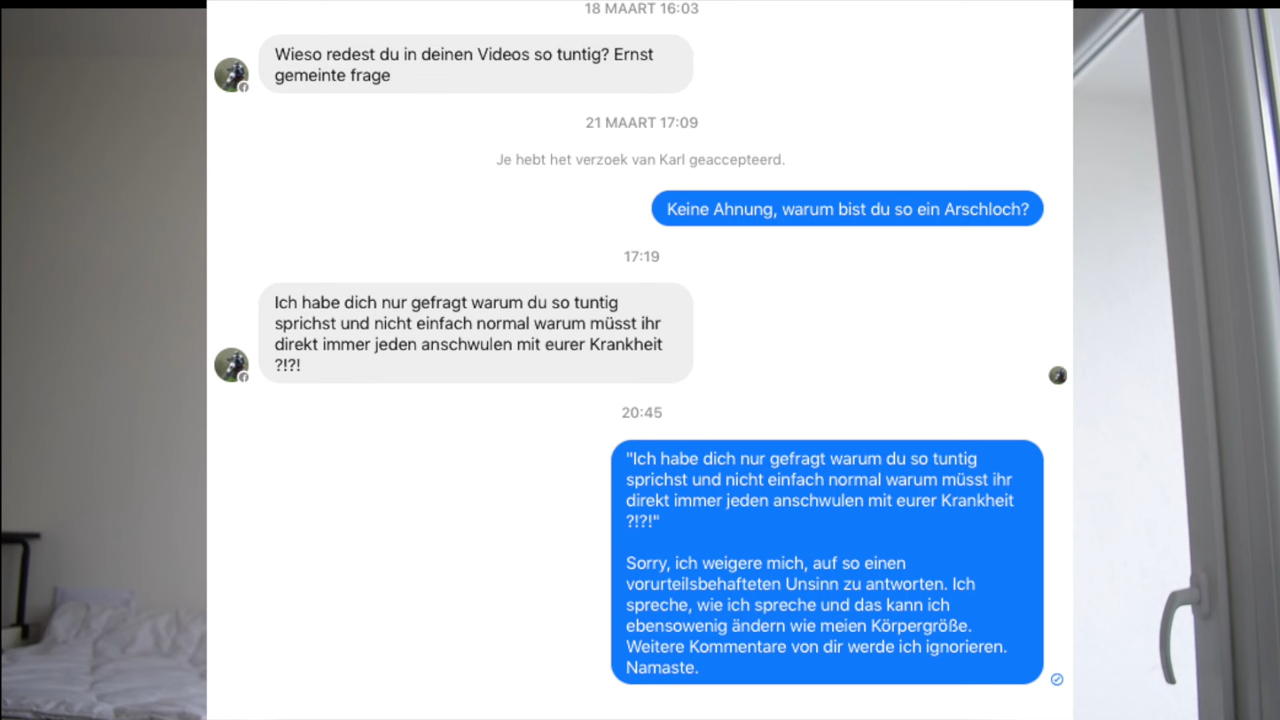 18 MAART 16:03
Wieso redest du in deinen Videos so tuntig? Ernst
gemeinte frage
21 MAART 17:09
Je hebt het verzoek van Karl geaccepteerd.
Keine Ahnung, warum bist du so ein Arschloch?
17:19
Ich habe dich nur gefragt warum du so tuntig
sprichst und nicht einfach normal warum müsst ihr
direkt immer jeden anschwulen mit eurer Krankheit
?!?!
20:45
"Ich habe dich nur gefragt warum du so tuntig
sprichst und nicht einfach normal warum müsst ihr
direkt immer jeden anschwulen mit eurer Krankheit
?!?!"
Sorry, ich weigere mich, auf so einen
vorurteilsbehafteten Unsinn zu antworten. Ich
spreche, wie ich spreche und das kann ich
ebensowenig ändern wie meien Körpergröße.
Weitere Kommentare von dir werde ich ignorieren.
Namaste.